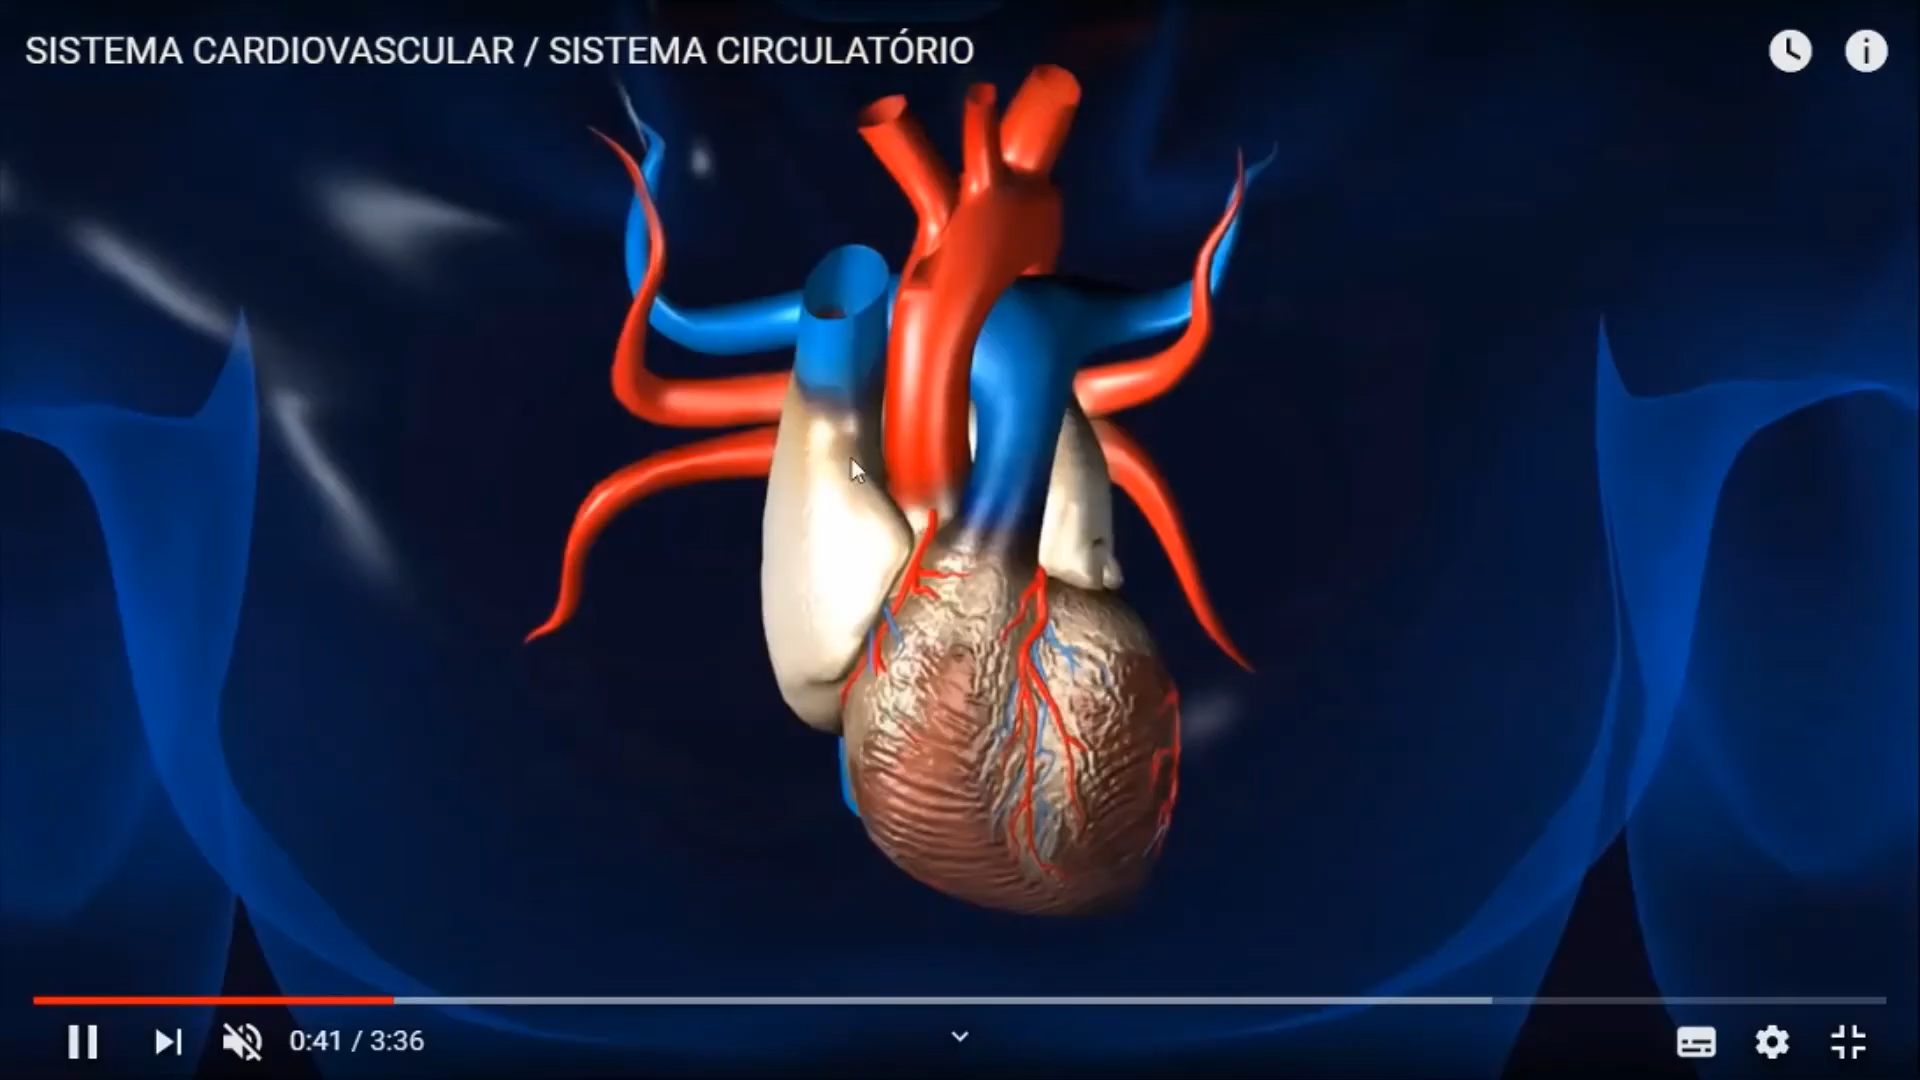 SISTEMA CARDIOVASCULAR / SISTEMA CIRCULATÓRIO
0:41 / 3:36